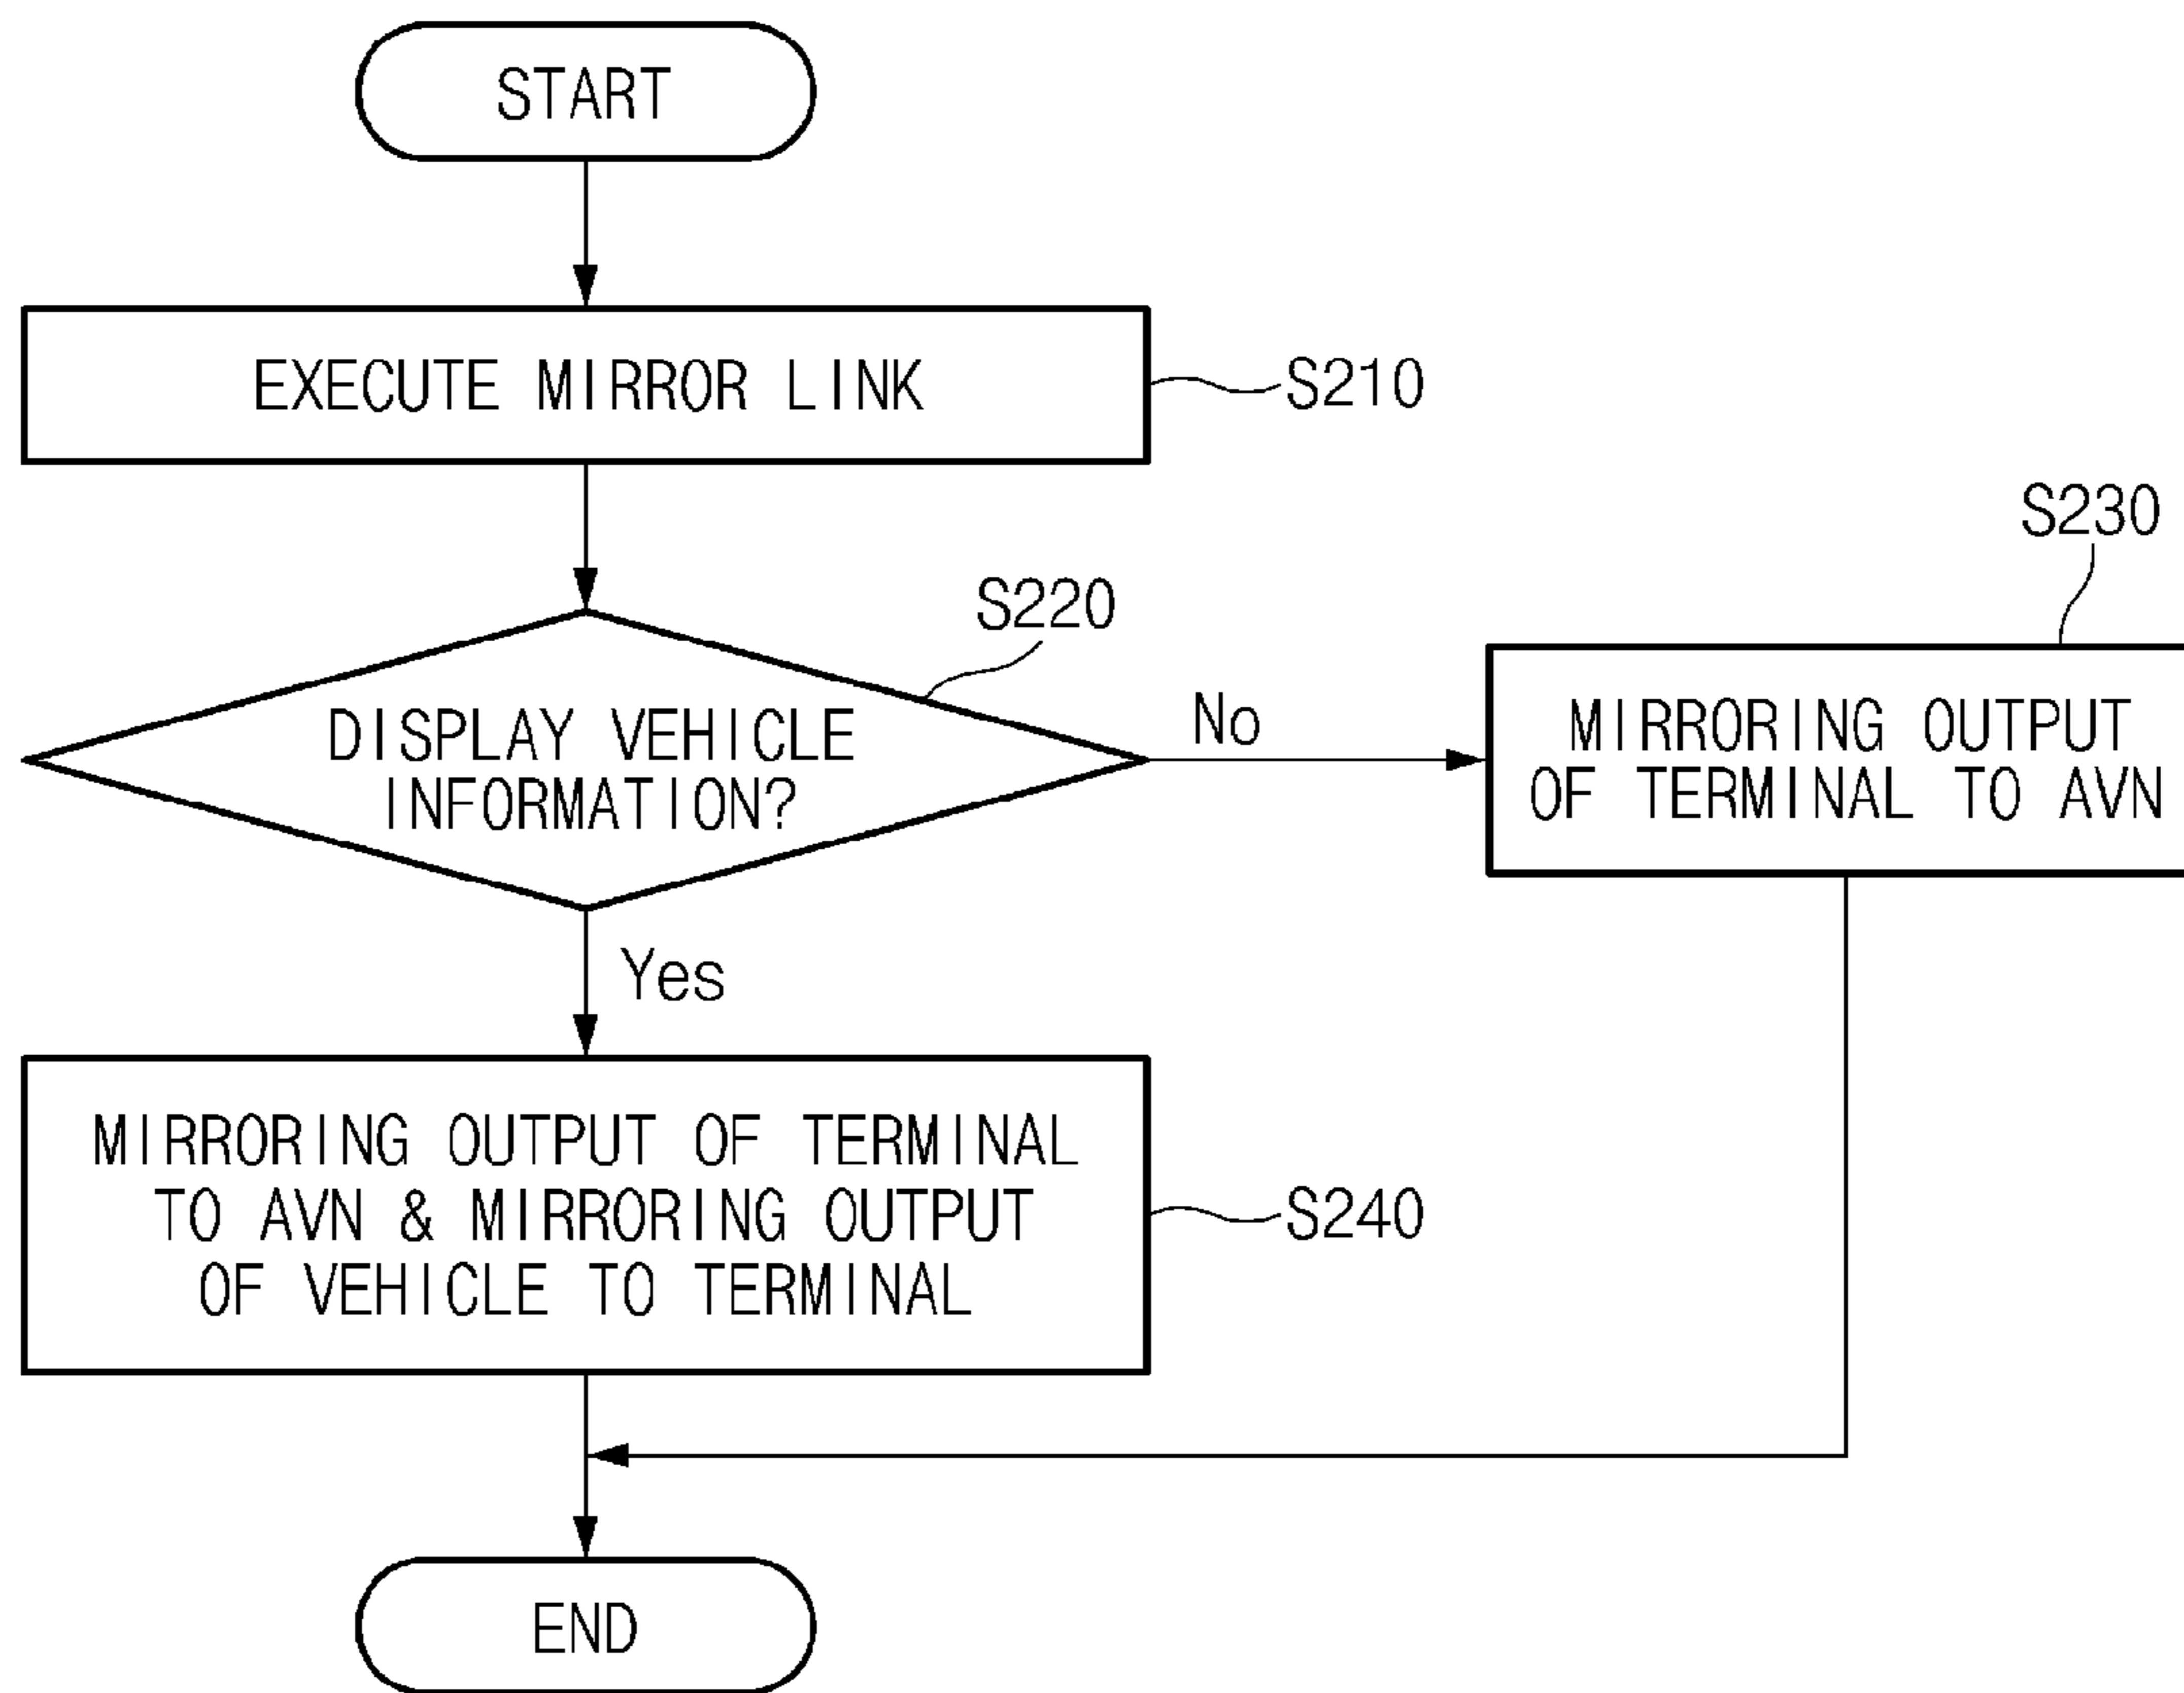 START
EXECUTE MIRROR LINK
S210
S230
S220
DISPLAY VEHICLE
INFORMATION?
No
MIRRORING OUTPUT
OF TERMINAL TO AVN
Yes
MIRRORING OUTPUT OF TERMINAL
TO AVN & MIRRORING OUTPUT
OF VEHICLE TO TERMINAL
S240
END